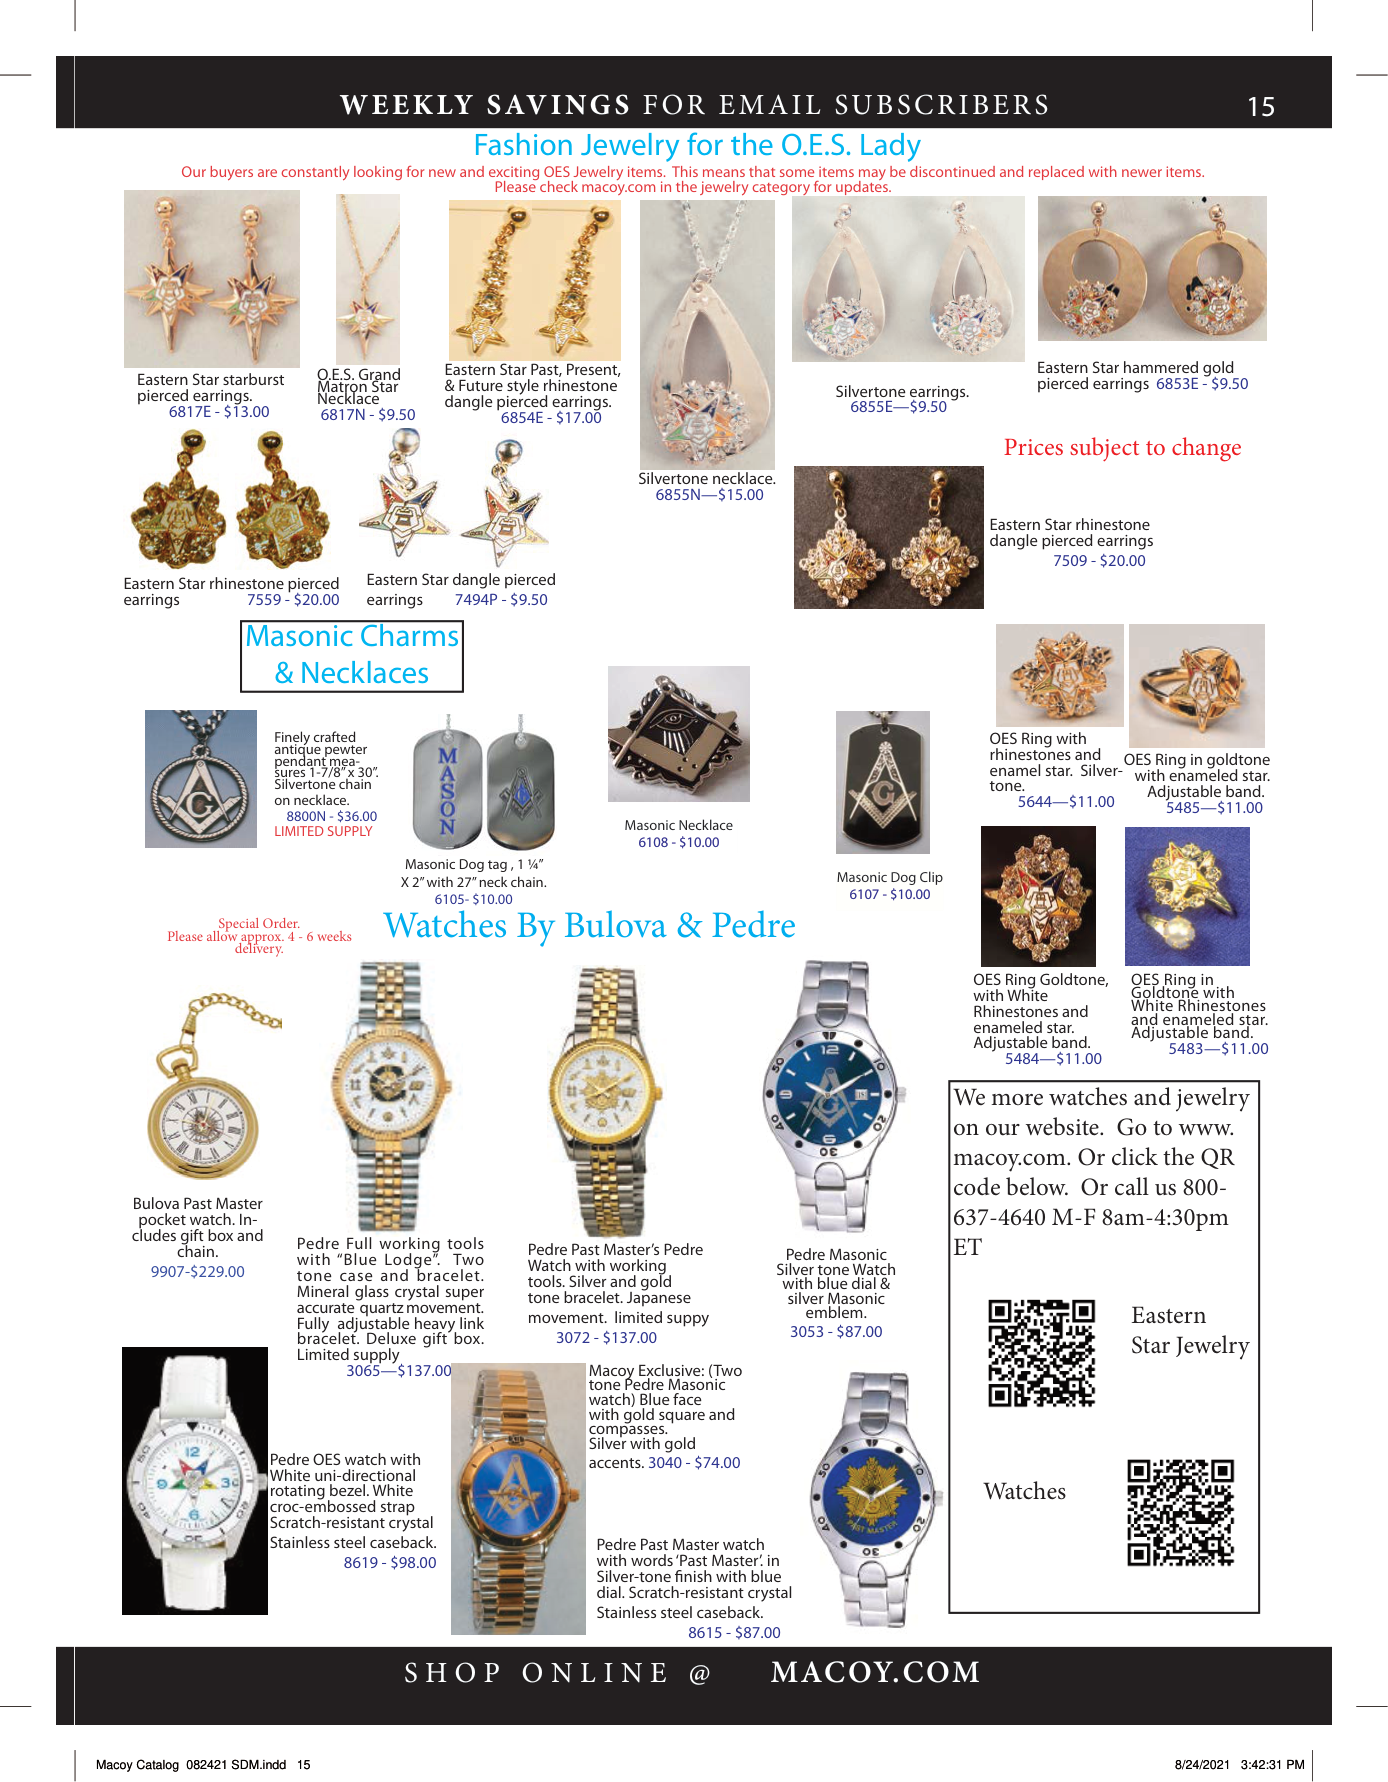 WEEKLY SAVINGS FOR EMAIL SUBSCRIBERS
15
Fashion Jewelry for the O.E.S. Lady
Our buyers are constantly looking for new and exciting OES Jewelry items.  This means that some items may be discontinued and replaced with newer items.
Please check macoy.com in the jewelry category for updates.
Eastern Star starburst
pierced earrings.
6817E - $13.00
O.E.S. Grand
Matron Star
Necklace
6817N - $9.50
Eastern Star Past, Present,
& Future style rhinestone
dangle pierced earrings.
6854E - $17.00
Silvertone necklace.
6855N—$15.00
Silvertone earrings.
6855E—$9.50
Eastern Star hammered gold
pierced earrings  6853E - $9.50
Prices subject to change
Eastern Star rhinestone pierced
earrings 7559 - $20.00
Eastern Star dangle pierced
earrings 7494P - $9.50
Eastern Star rhinestone
dangle pierced earrings
7509 - $20.00
Masonic Charms
& Necklaces
Finely crafted
antique pewter
pendant mea-
sures 1-7/8” x 30”.
Silvertone chain
on necklace.
8800N - $36.00
LIMITED SUPPLY
MASON
Masonic Dog tag , 1 ¼”
X 2” with 27” neck chain.
6105- $10.00
Masonic Necklace
6108 - $10.00
Masonic Dog Clip
6107 - $10.00
OES Ring with
rhinestones and
enamel star.  Silver-
tone.
5644—$11.00
OES Ring in goldtone
with enameled star.
Adjustable band.
5485—$11.00
OES Ring Goldtone,
with White
Rhinestones and
enameled star.
Adjustable band.
5484—$11.00
OES Ring in
Goldtone with
White Rhinestones
and enameled star.
Adjustable band.
5483—$11.00
Special Order.
Please allow approx. 4 - 6 weeks
delivery.
Watches By Bulova & Pedre
Bulova Past Master
pocket watch. In-
cludes gift box and
chain.
9907-$229.00
Pedre Full working tools
with “Blue Lodge”.  Two
tone case and bracelet.
Mineral glass crystal super
accurate quartz movement.
Fully  adjustable heavy link
bracelet. Deluxe gift box.
Limited supply
3065—$137.00
Pedre Past Master’s Pedre
Watch with working
tools. Silver and gold
tone bracelet. Japanese
movement.  limited suppy
3072 - $137.00
Pedre Masonic
Silver tone Watch
with blue dial &
silver Masonic
emblem.
3053 - $87.00
We more watches and jewelry
on our website.  Go to www.
macoy.com. Or click the QR
code below.  Or call us 800-
637-4640 M-F 8am-4:30pm
ET
Eastern
Star Jewelry
Watches
Pedre OES watch with
White uni-directional
rotating bezel. White
croc-embossed strap
Scratch-resistant crystal
Stainless steel caseback.
8619 - $98.00
Macoy Exclusive: (Two
tone Pedre Masonic
watch) Blue face
with gold square and
compasses.
Silver with gold
accents. 3040 - $74.00
Pedre Past Master watch
with words ‘Past Master’. in
Silver-tone finish with blue
dial. Scratch-resistant crystal
Stainless steel caseback.
8615 - $87.00
PAST MASTER
SHOP ONLINE @ MACOY.COM
Macoy Catalog  082421 SDM.indd   15
8/24/2021   3:42:31 PM